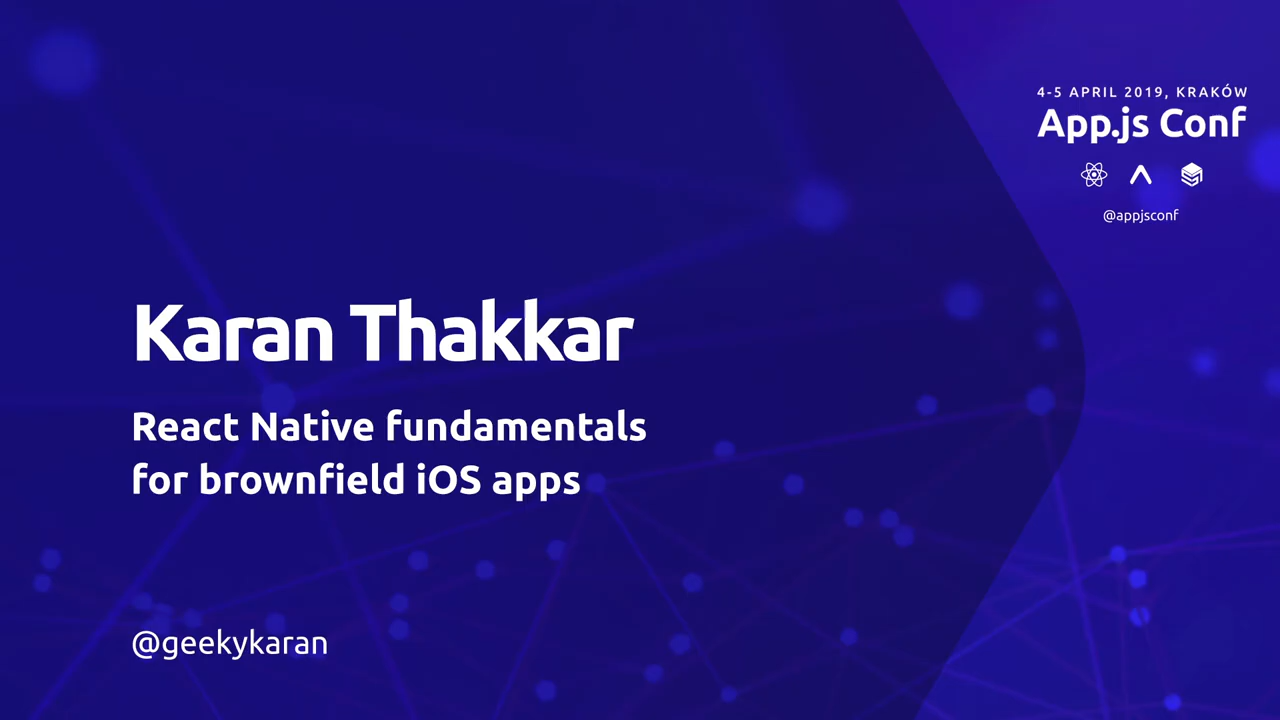 4-5 APRIL 2019, KRAKÓW
App.js Conf
@appjsconf
Karan Thakkar
React Native fundamentals
for brownfield iOS apps
@geekykaran